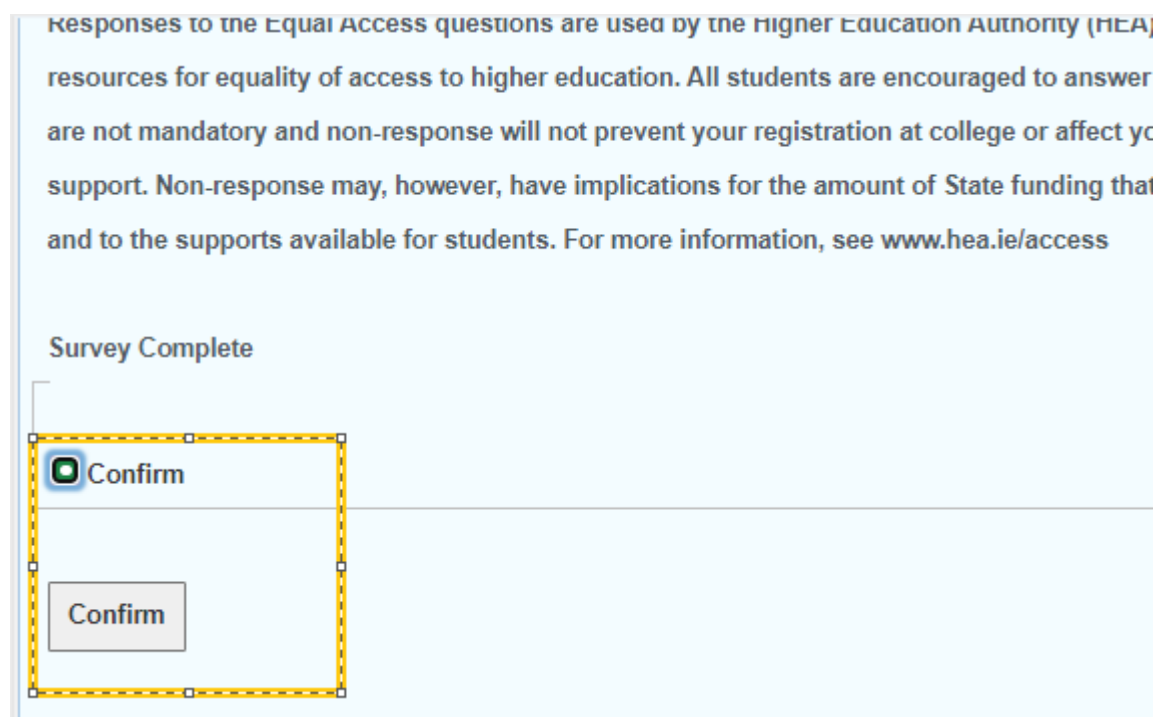 Responses to the Equal Access questions are used by the Higher Education Authority (HEA)
resources for equality of access to higher education. All students are encouraged to answer
are not mandatory and non-response will not prevent your registration at college or affect yo
support. Non-response may, however, have implications for the amount of State funding that
and to the supports available for students. For more information, see www.hea.ie/access
Survey Complete
Confirm
Confirm